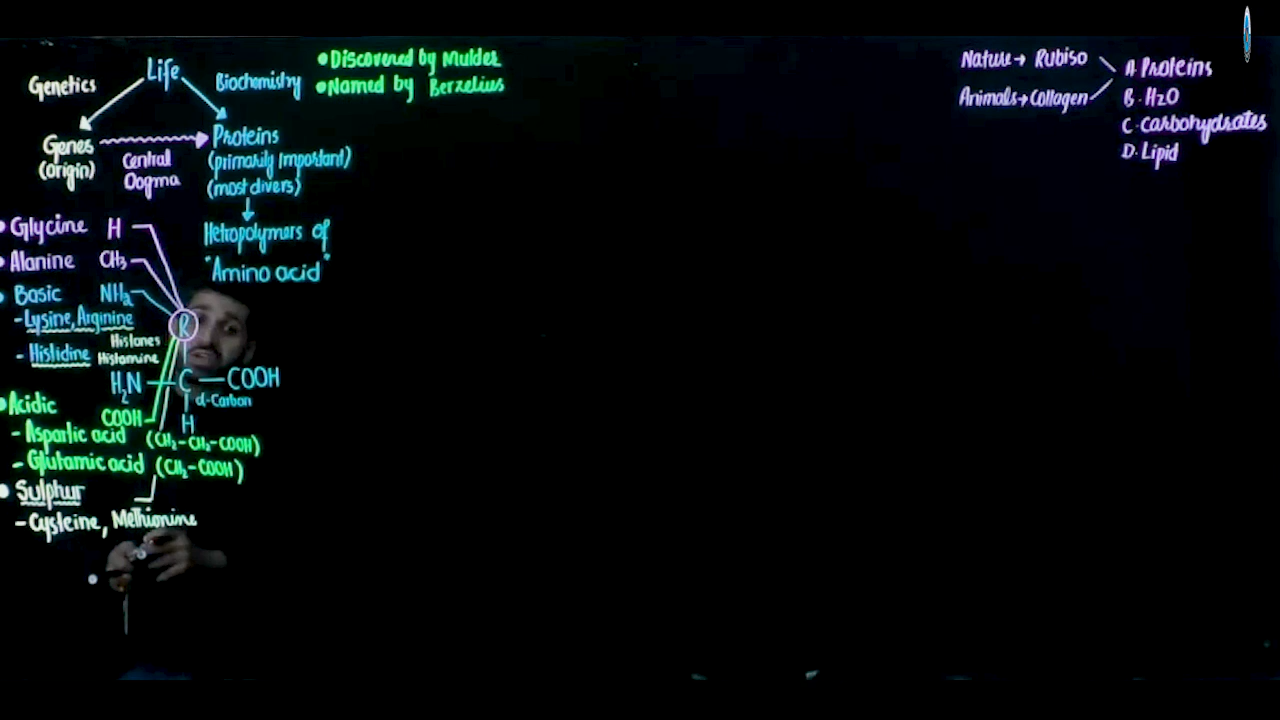 Life
Genetics
Biochemistry
• Discovered by Mulder
• Named by Berzelius
Genes
(origin)
Central
Dogma
Proteins
(primarily important)
(most divers)
Hetropolymers of
"Amino acid"
• Glycine H
• Alanine CH3
• Basic NH2
- Lysine, Arginine
Histones
- Histidine Histamine
R
H2N - C - COOH
α-Carbon
H
• Acidic
COOH
- Aspartic acid (CH2-CH2-COOH)
- Glutamic acid (CH2-COOH)
• Sulphur
- Cysteine, Methionine
Nature → Rubiso
Animals → Collagen
A. Proteins
B. H2O
C. Carbohydrates
D. Lipid